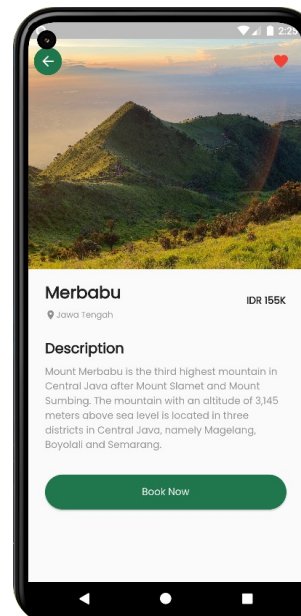 2:25
Merbabu
IDR 155K
Jawa Tengah
Description
Mount Merbabu is the third highest mountain in
Central Java after Mount Slamet and Mount
Sumbing. The mountain with an altitude of 3,145
meters above sea level is located in three
districts in Central Java, namely Magelang,
Boyolali and Semarang.
Book Now